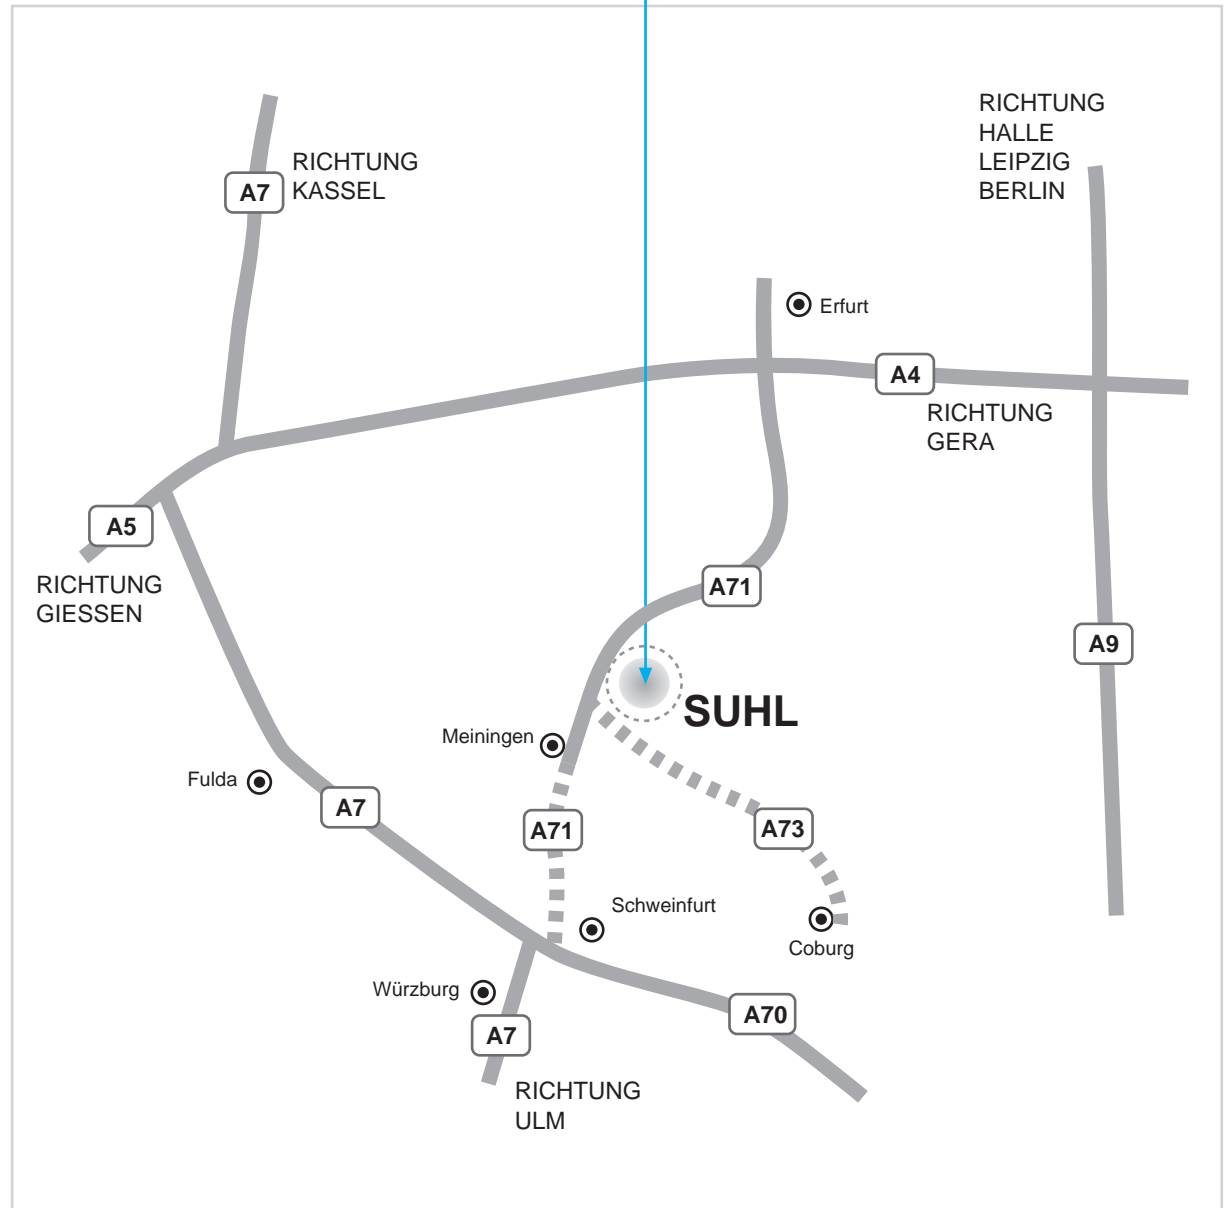 RICHTUNG
HALLE
LEIPZIG
BERLIN
RICHTUNG
KASSEL
A7
Erfurt
A4
RICHTUNG
GERA
A5
RICHTUNG
GIESSEN
A71
A9
SUHL
Meiningen
Fulda
A7
A71
A73
Schweinfurt
Coburg
Würzburg
A70
A7
RICHTUNG
ULM